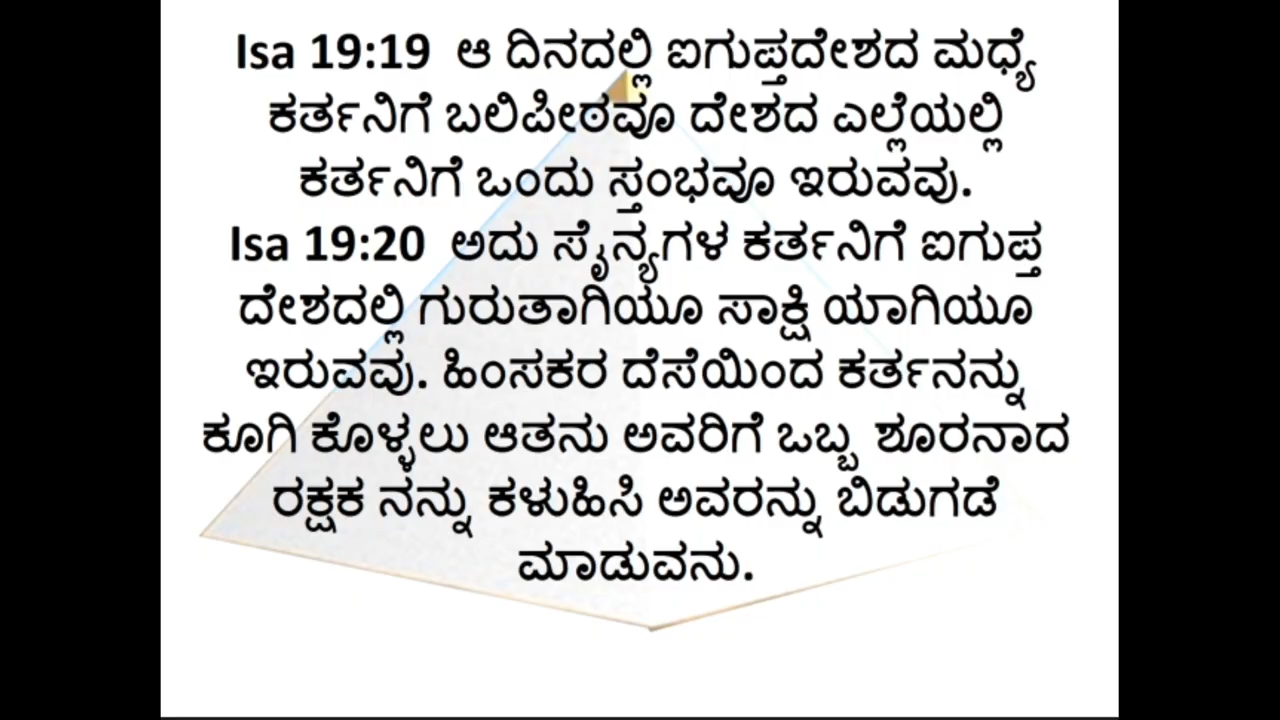 Isa 19:19 ಆ ದಿನದಲ್ಲಿ ಐಗುಪ್ತದೇಶದ ಮಧ್ಯೆ
ಕರ್ತನಿಗೆ ಬಲಿಪೀಠವೂ ದೇಶದ ಎಲ್ಲೆಯಲ್ಲಿ
ಕರ್ತನಿಗೆ ಒಂದು ಸ್ತಂಭವೂ ಇರುವವು.
Isa 19:20 ಅದು ಸೈನ್ಯಗಳ ಕರ್ತನಿಗೆ ಐಗುಪ್ತ
ದೇಶದಲ್ಲಿ ಗುರುತಾಗಿಯೂ ಸಾಕ್ಷಿ ಯಾಗಿಯೂ
ಇರುವವು. ಹಿಂಸಕರ ದೆಸೆಯಿಂದ ಕರ್ತನನ್ನು
ಕೂಗಿ ಕೊಳ್ಳಲು ಆತನು ಅವರಿಗೆ ಒಬ್ಬ ಶೂರನಾದ
ರಕ್ಷಕ ನನ್ನು ಕಳುಹಿಸಿ ಅವರನ್ನು ಬಿಡುಗಡೆ
ಮಾಡುವನು.